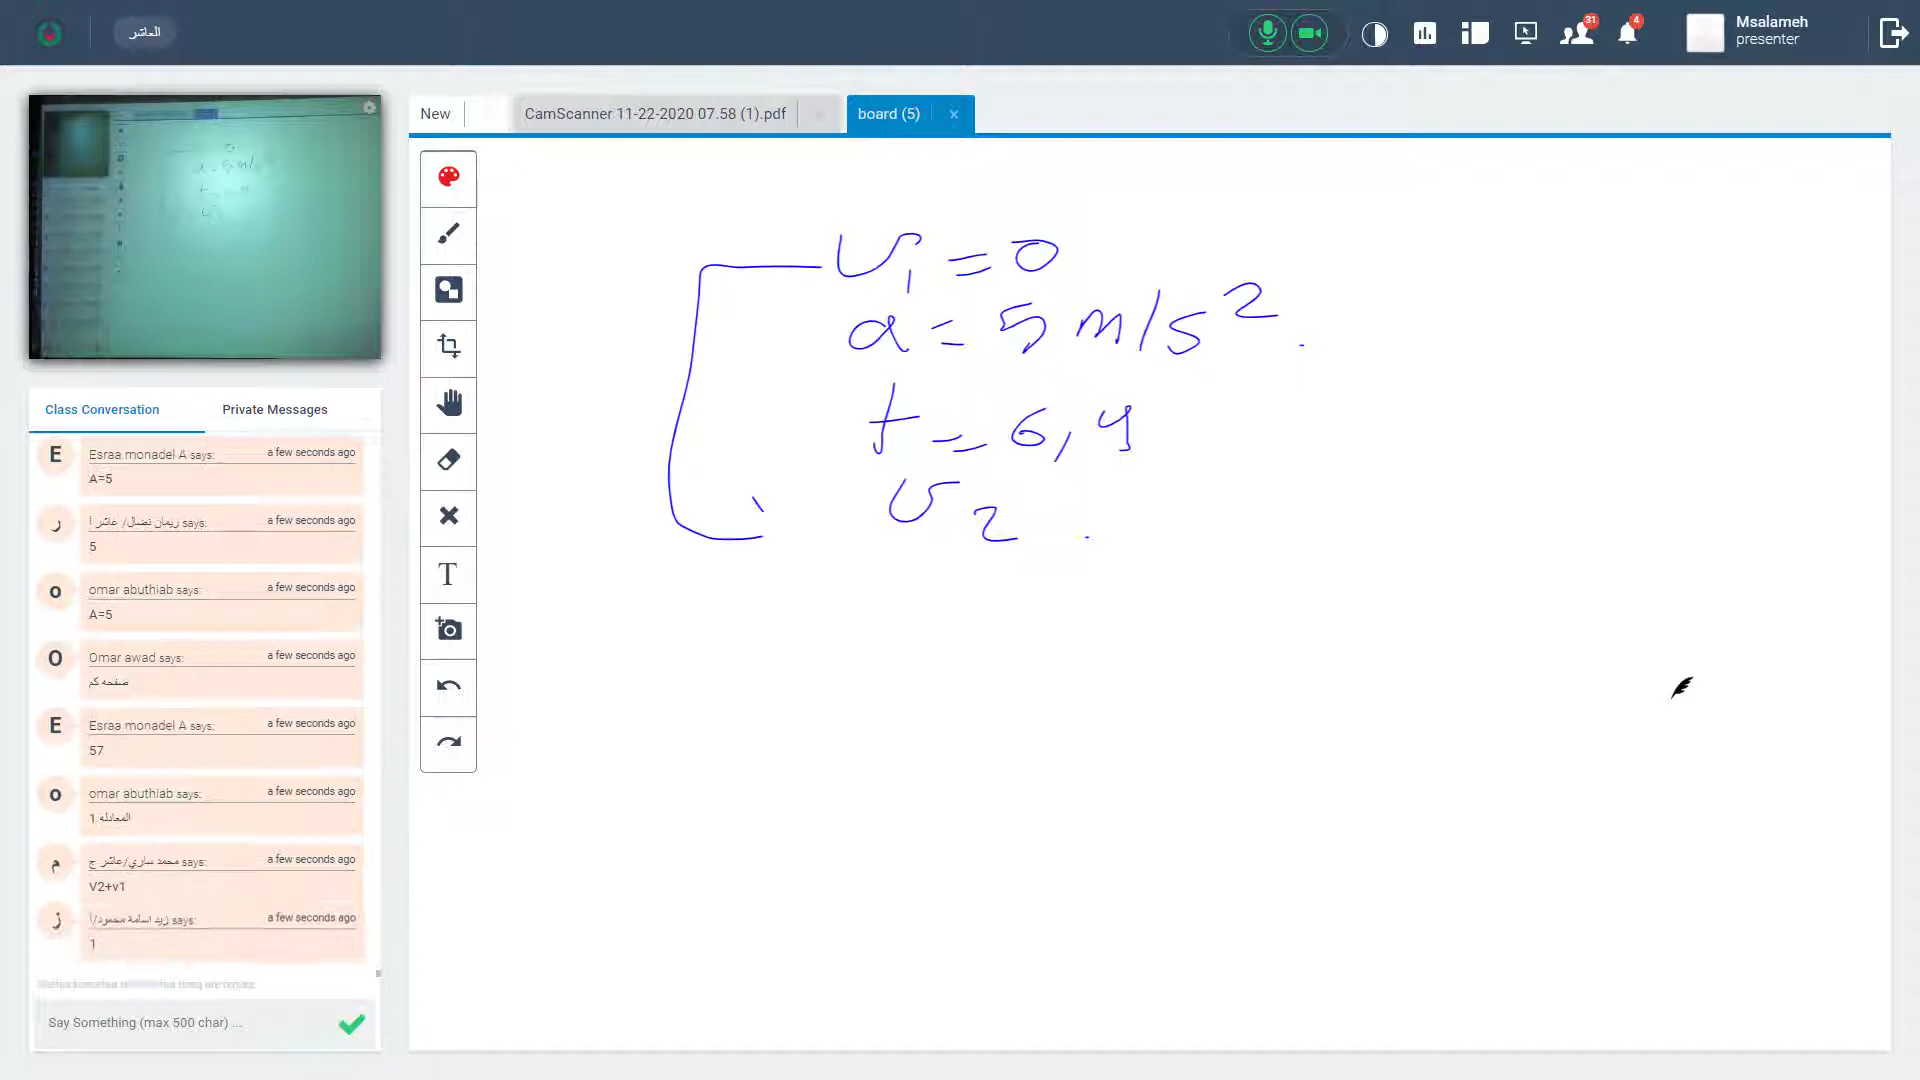 العاشر
31
4
Msalameh
presenter
New
CamScanner 11-22-2020 07.58 (1).pdf
board (5)
Class Conversation
Private Messages
E
Esraa monadel A says:
a few seconds ago
A=5
ر
ريمان نضال/ عاشر أ says:
a few seconds ago
5
o
omar abuthiab says:
a few seconds ago
A=5
O
Omar awad says:
a few seconds ago
صفحه كم
E
Esraa monadel A says:
a few seconds ago
57
o
omar abuthiab says:
a few seconds ago
المعادله 1
م
محمد ساري/عاشر ج says:
a few seconds ago
V2+v1
ز
زيد اسامة محمود/أ says:
a few seconds ago
1
Say Something (max 500 char) ...
T
v1 = 0
a = 5 m/s2
t = 6,4
v2